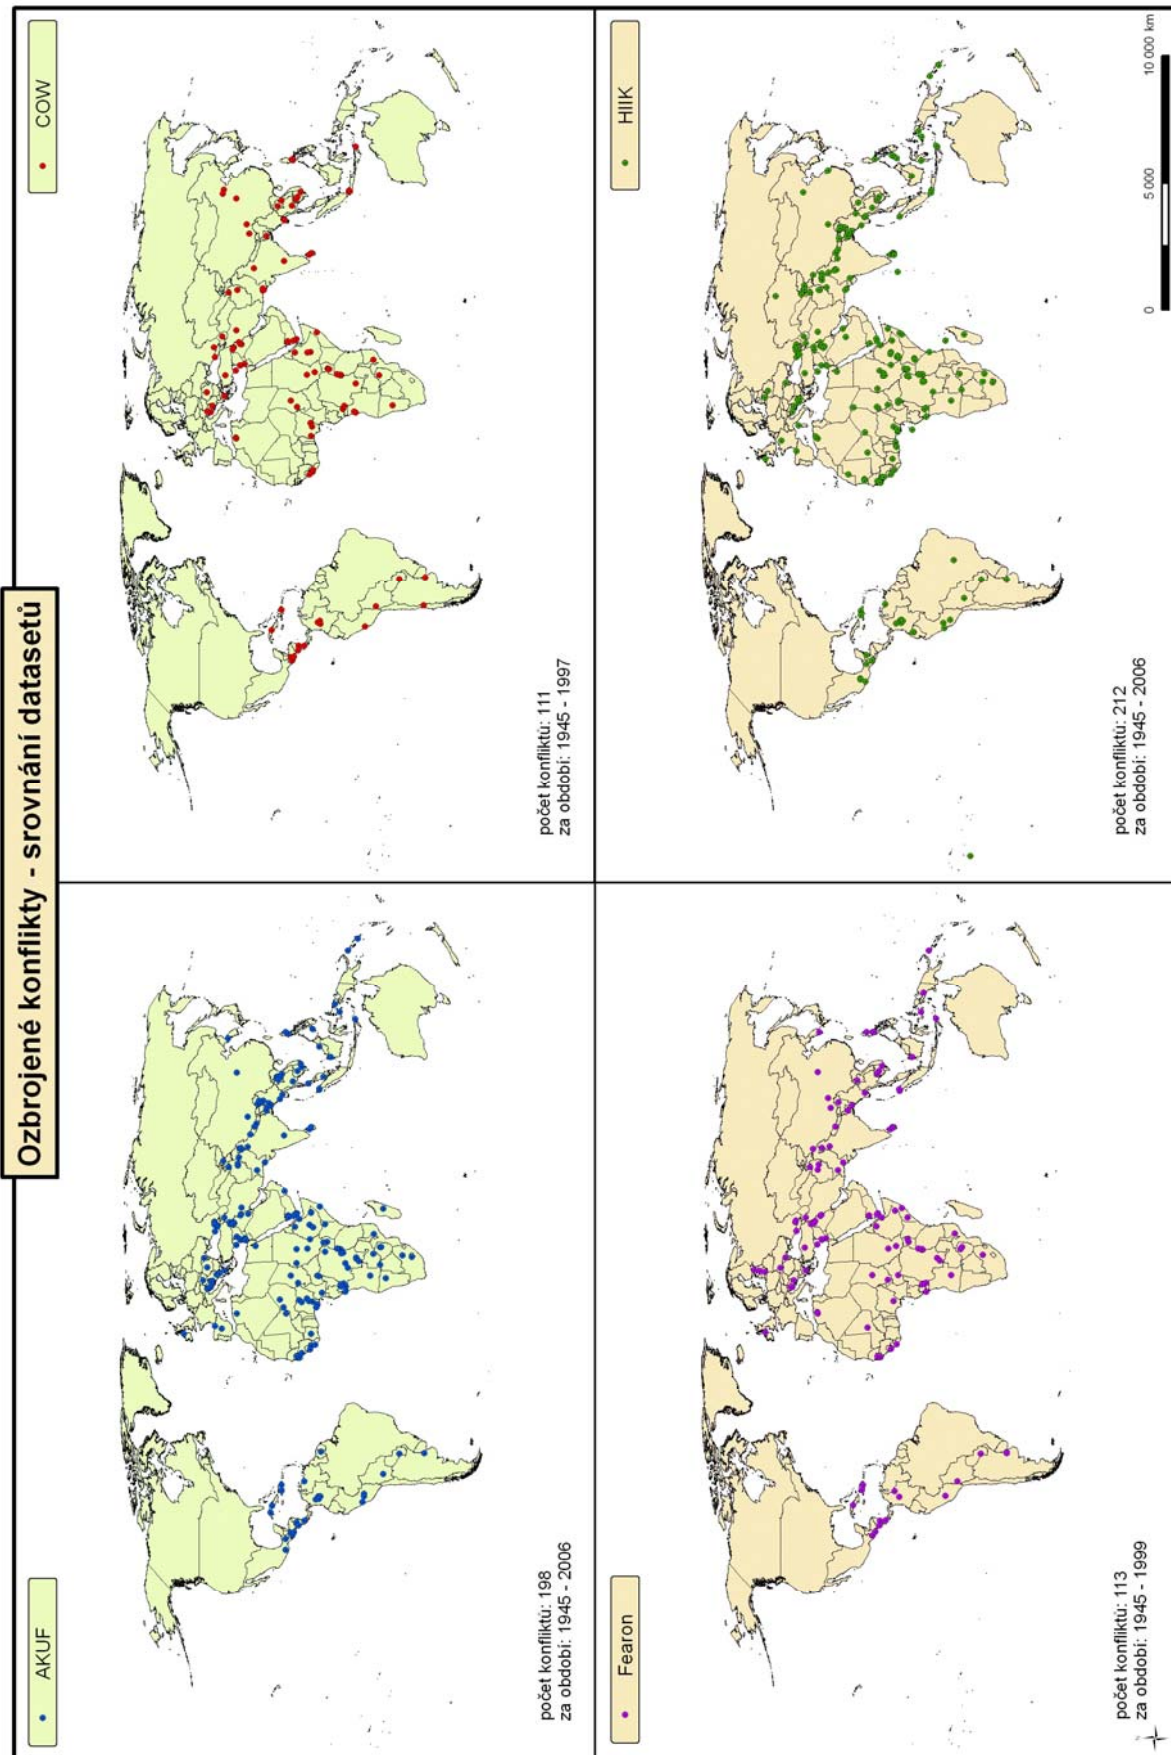 Ozbrojené konflikty - srovnání datasetů
AKUF
počet konfliktů: 198
za období: 1945 - 2006
COW
počet konfliktů: 111
za období: 1945 - 1997
Fearon
počet konfliktů: 113
za období: 1945 - 1999
HIIK
počet konfliktů: 212
za období: 1945 - 2006
0 5 000 10 000 km